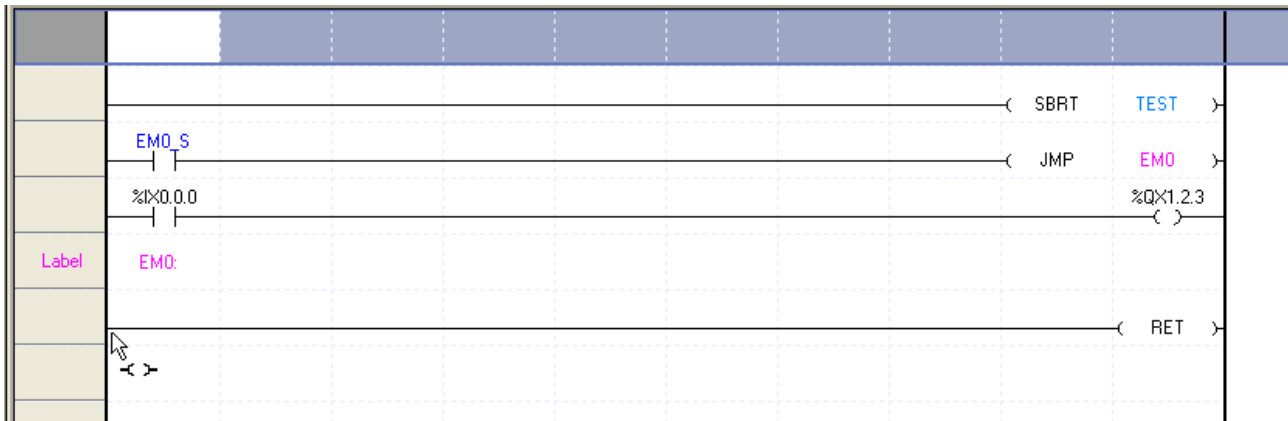 SBRT TEST
EM0_S
JMP EM0
%IX0.0.0 %QX1.2.3
Label EM0:
RET